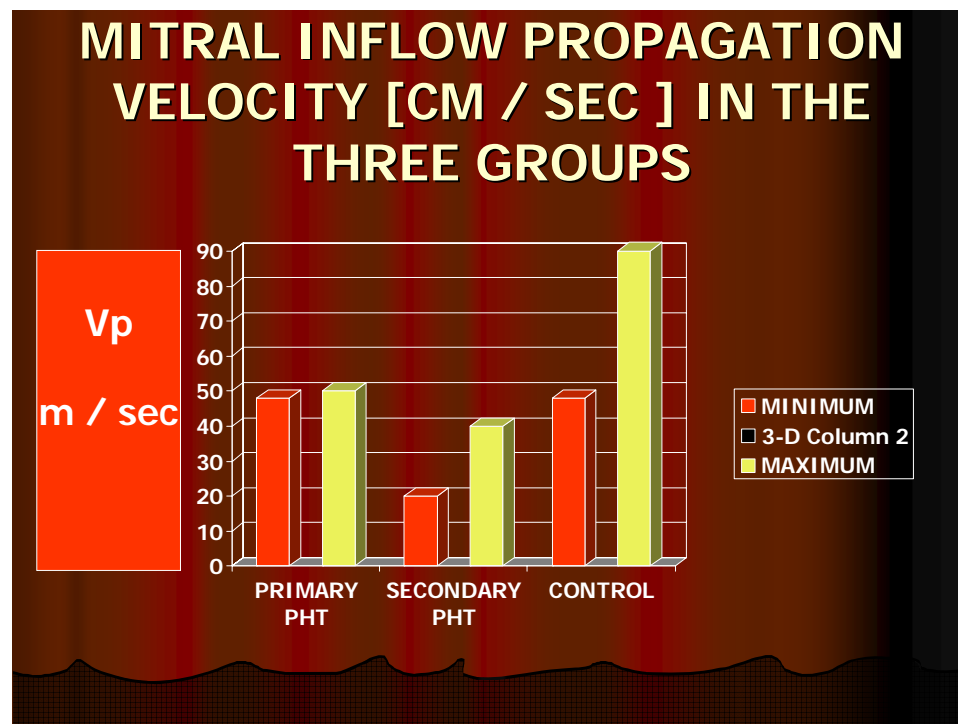 MITRAL INFLOW PROPAGATION
VELOCITY [CM / SEC ] IN THE
THREE GROUPS
Vp
m / sec
90
80
70
60
50
40
30
20
10
0
PRIMARY
PHT
SECONDARY
PHT
CONTROL
MINIMUM
3-D Column 2
MAXIMUM